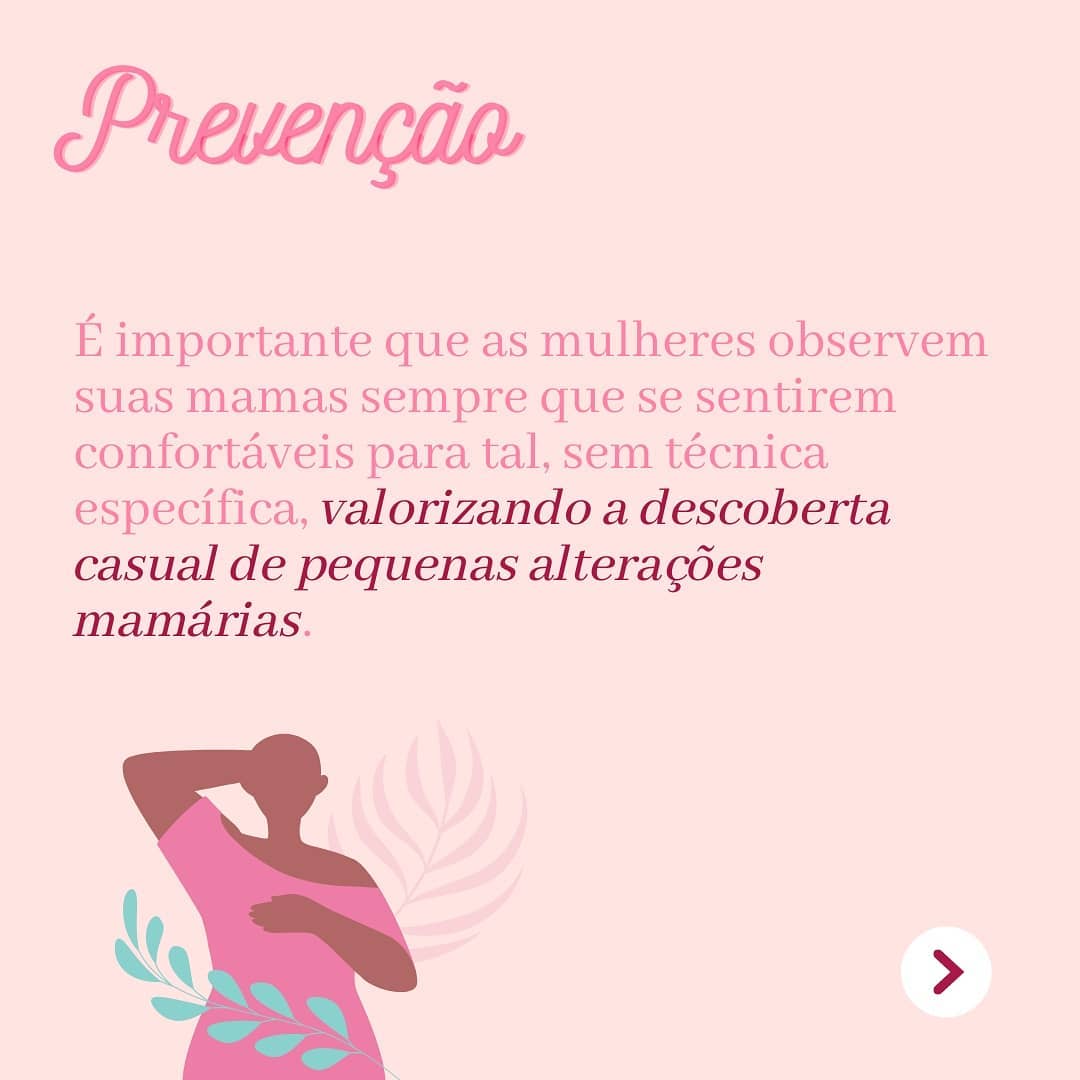 Prevenção
É importante que as mulheres observem
suas mamas sempre que se sentirem
confortáveis para tal, sem técnica
específica, valorizando a descoberta
casual de pequenas alterações
mamárias.